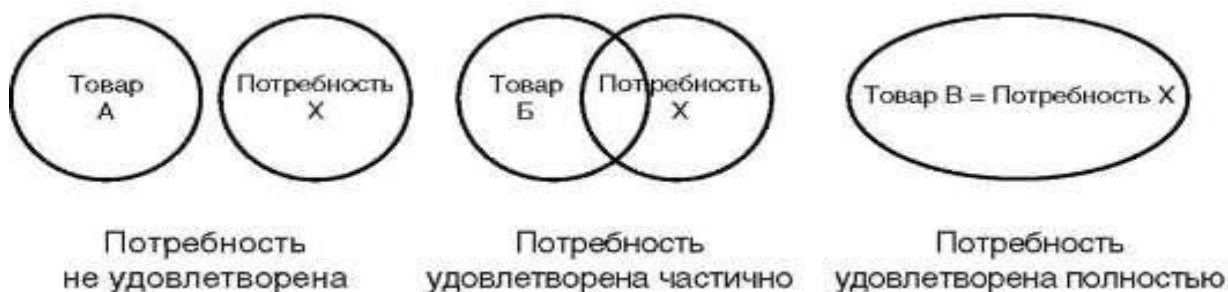 Товар
А
Потребность
Х
Товар
Б
Потребность
Х
Товар В = Потребность Х
Потребность
не удовлетворена
Потребность
удовлетворена частично
Потребность
удовлетворена полностью